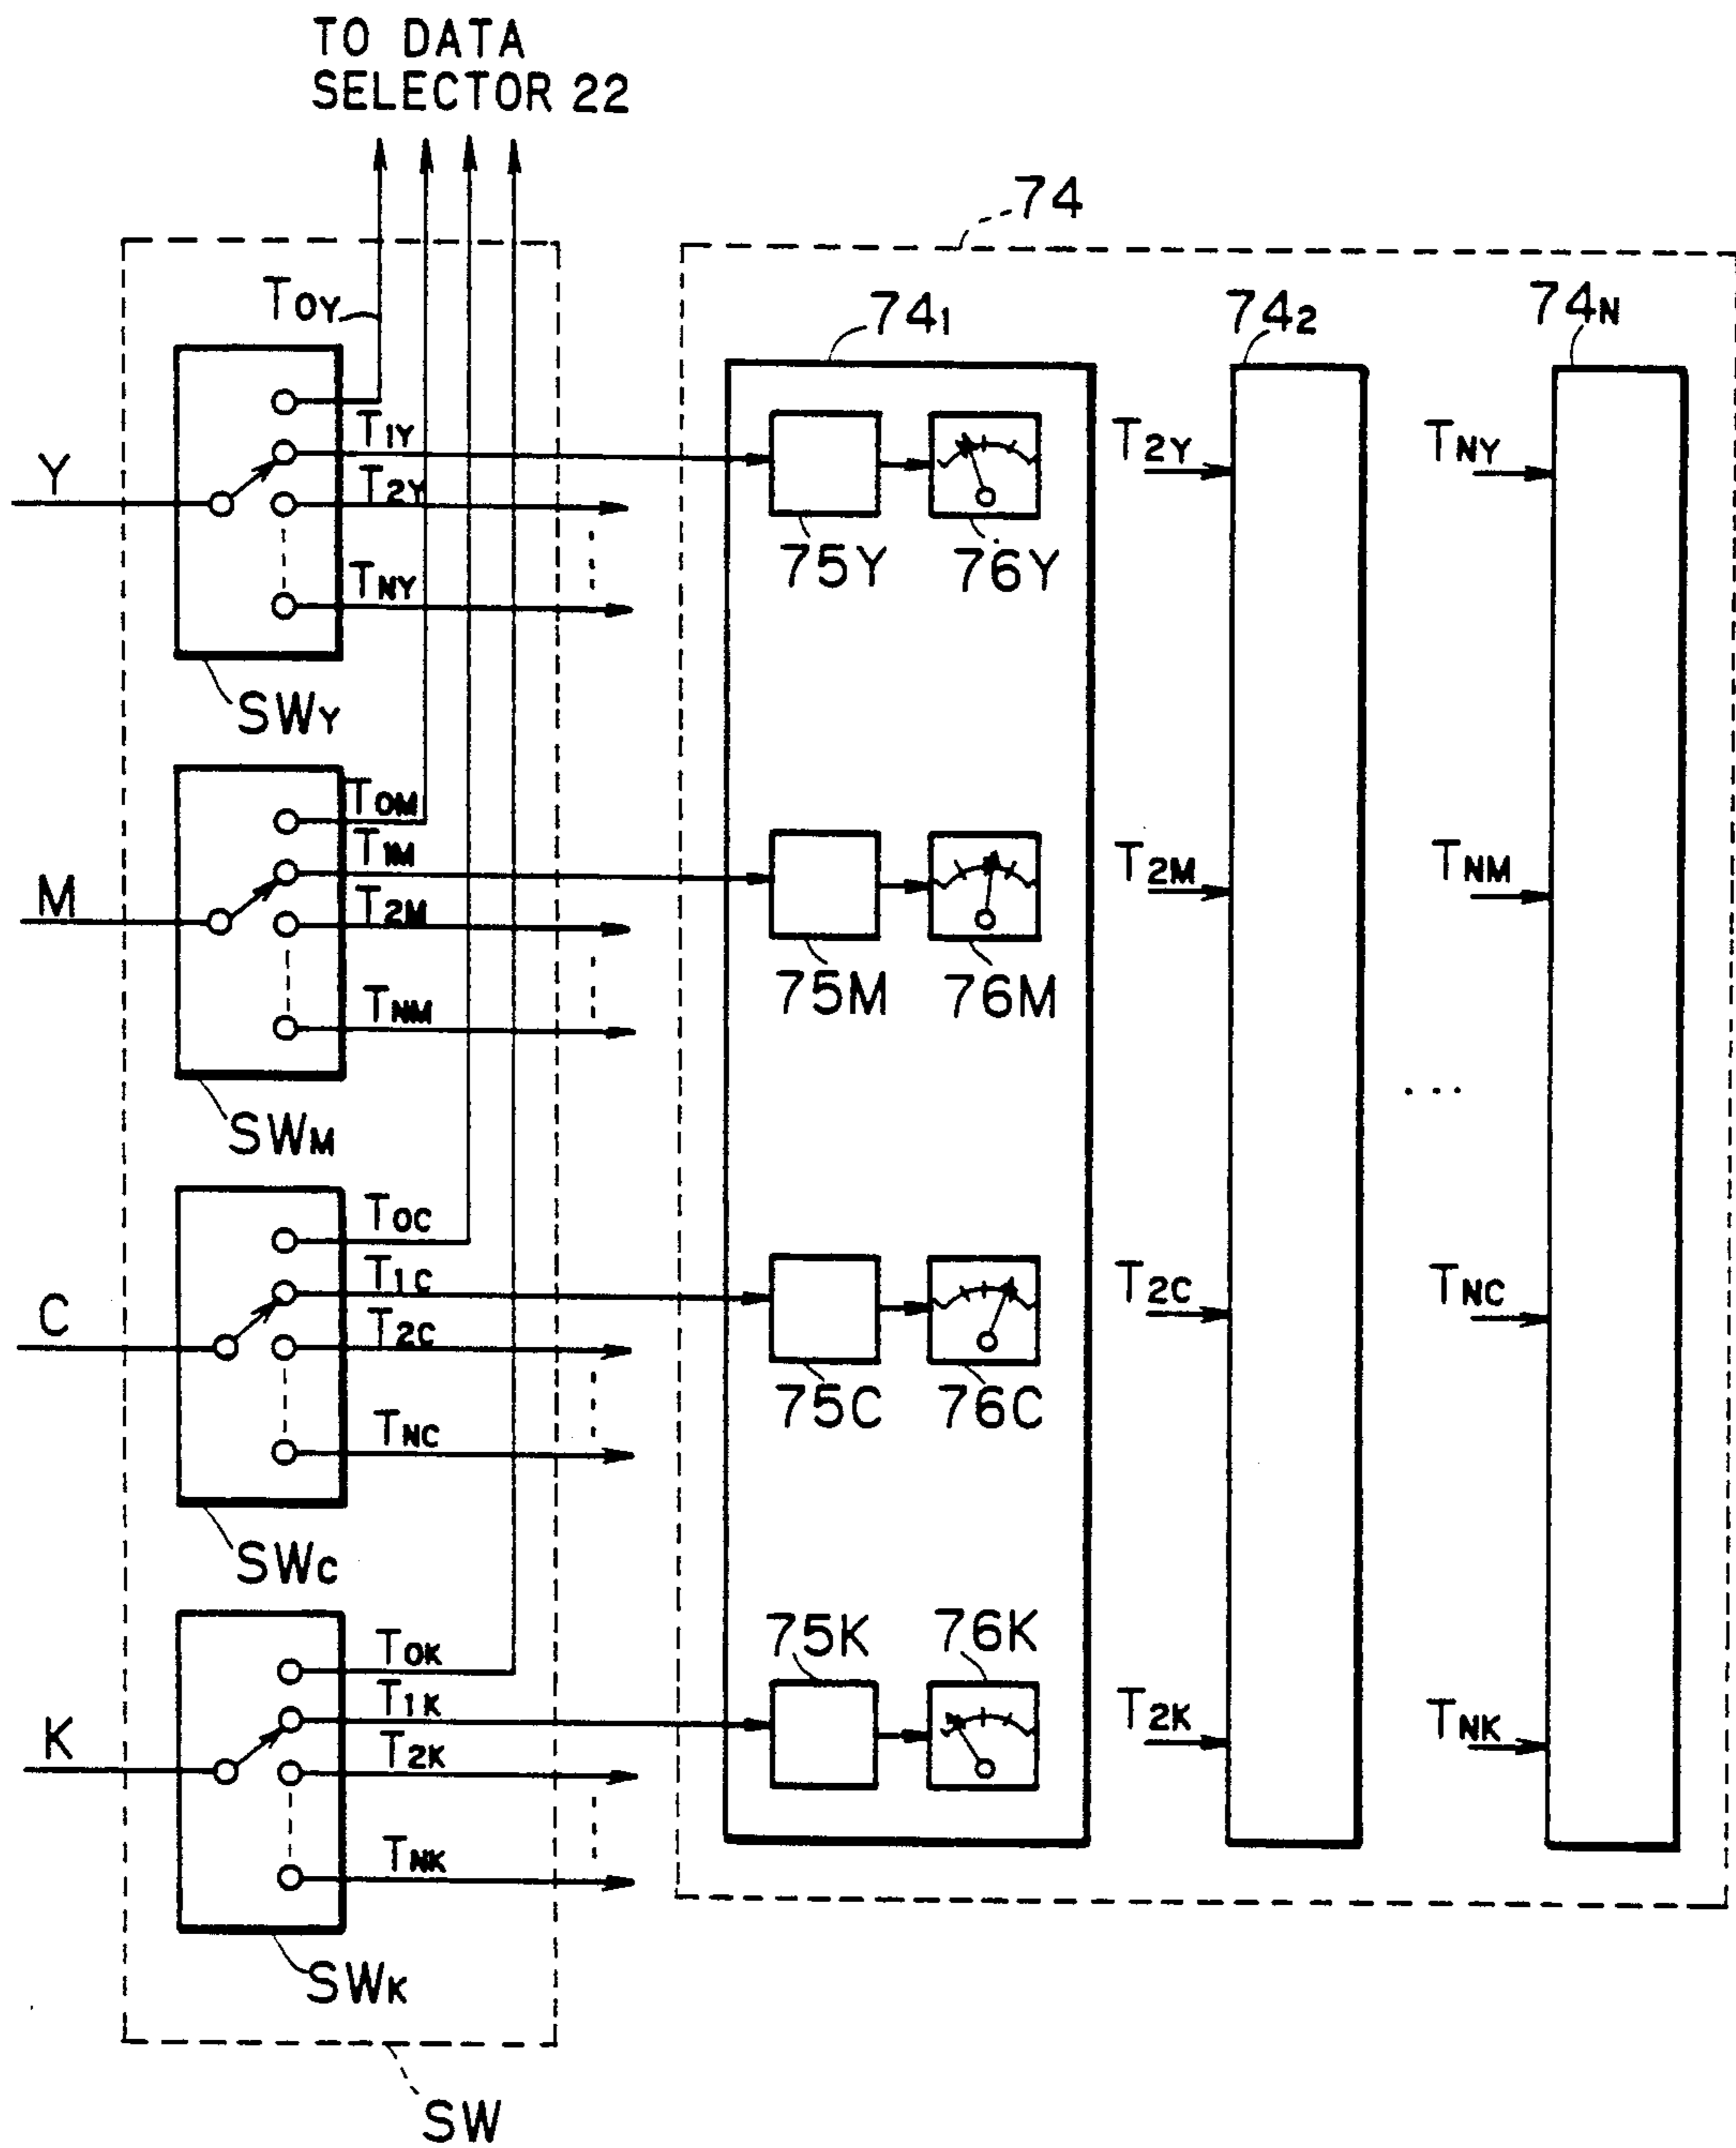 TO DATA
SELECTOR 22
74
T0Y
741
742
74N
Y
T1Y
T2Y
TNY
75Y
76Y
T2Y
TNY
SWY
M
T0M
T1M
T2M
TNM
75M
76M
T2M
TNM
SWM
C
T0C
T1C
T2C
TNC
75C
76C
T2C
TNC
SWC
K
T0K
T1K
T2K
TNK
75K
76K
T2K
TNK
SWK
SW